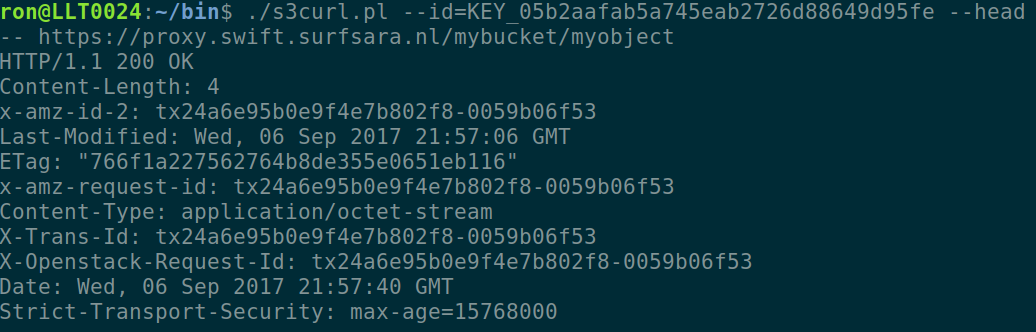 ron@LLT0024:~/bin$ ./s3curl.pl --id=KEY_05b2aafab5a745eab2726d88649d95fe --head
-- https://proxy.swift.surfsara.nl/mybucket/myobject
HTTP/1.1 200 OK
Content-Length: 4
x-amz-id-2: tx24a6e95b0e9f4e7b802f8-0059b06f53
Last-Modified: Wed, 06 Sep 2017 21:57:06 GMT
ETag: "766f1a227562764b8de355e0651eb116"
x-amz-request-id: tx24a6e95b0e9f4e7b802f8-0059b06f53
Content-Type: application/octet-stream
X-Trans-Id: tx24a6e95b0e9f4e7b802f8-0059b06f53
X-Openstack-Request-Id: tx24a6e95b0e9f4e7b802f8-0059b06f53
Date: Wed, 06 Sep 2017 21:57:40 GMT
Strict-Transport-Security: max-age=15768000